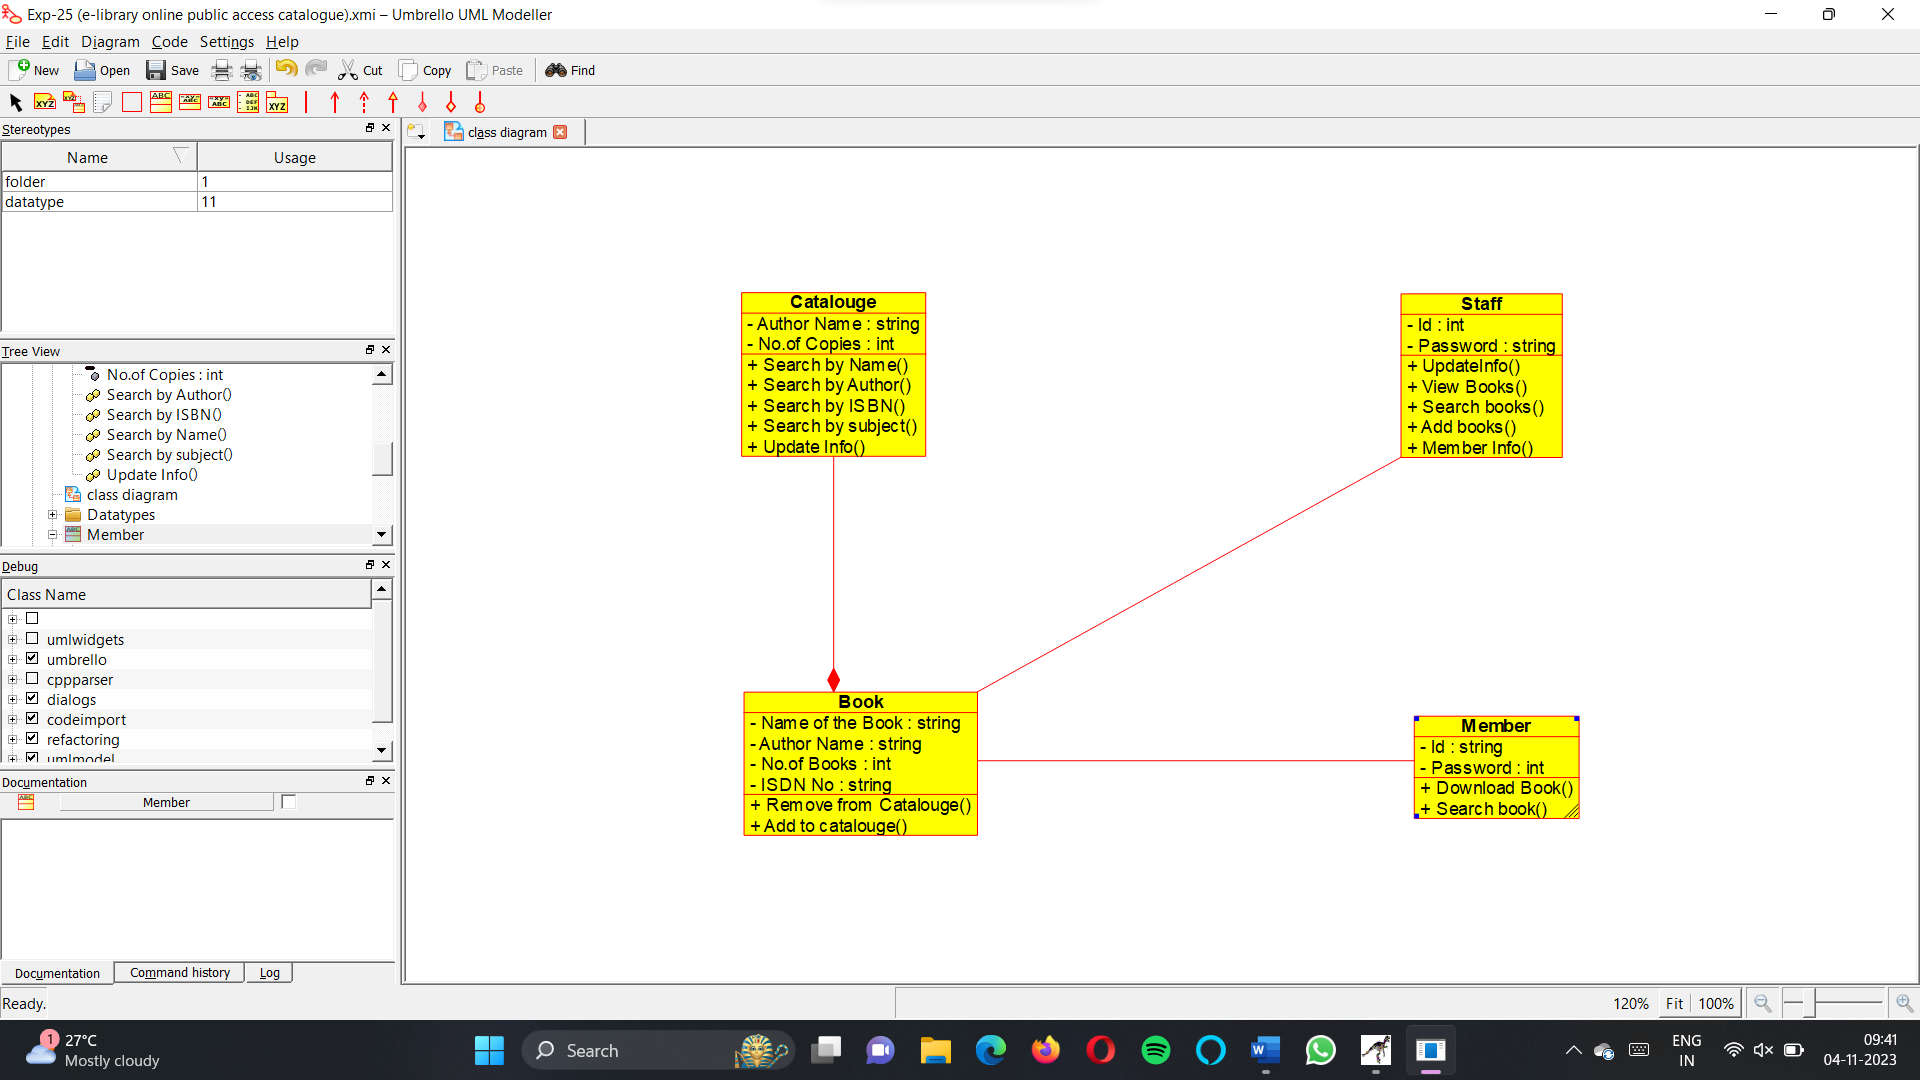 Exp-25 (e-library online public access catalogue).xmi – Umbrello UML Modeller
File Edit Diagram Code Settings Help
New Open Save Cut Copy Paste Find
Stereotypes
class diagram
Name Usage
folder 1
datatype 11
Tree View
No.of Copies : int
Search by Author()
Search by ISBN()
Search by Name()
Search by subject()
Update Info()
class diagram
Datatypes
Member
Debug
Class Name
umlwidgets
umbrello
cppparser
dialogs
codeimport
refactoring
umlmodel
Documentation
Member
Documentation Command history Log
Catalouge
- Author Name : string
- No.of Copies : int
+ Search by Name()
+ Search by Author()
+ Search by ISBN()
+ Search by subject()
+ Update Info()
Staff
- Id : int
- Password : string
+ UpdateInfo()
+ View Books()
+ Search books()
+ Add books()
+ Member Info()
Book
- Name of the Book : string
- Author Name : string
- No.of Books : int
- ISDN No : string
+ Remove from Catalouge()
+ Add to catalouge()
Member
- Id : string
- Password : int
+ Download Book()
+ Search book()
Ready.
120% Fit 100%
1
27°C
Mostly cloudy
Search
ENG
IN
09:41
04-11-2023